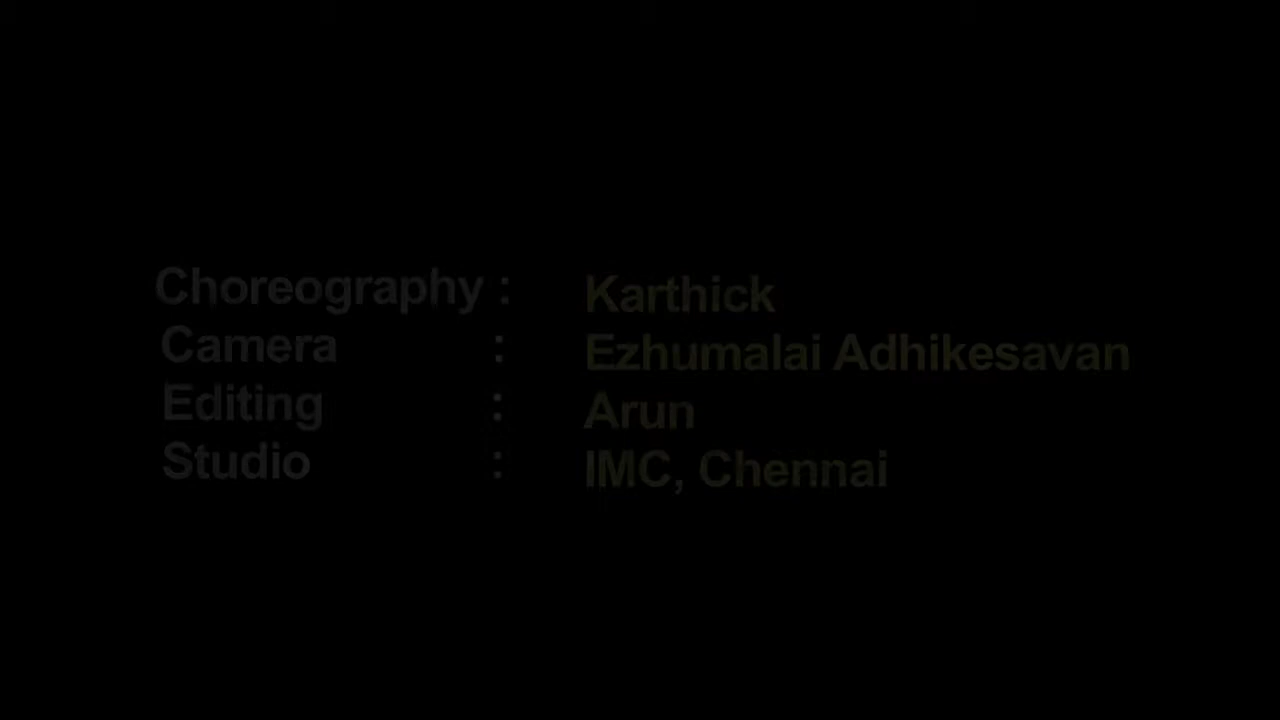 Choreography : Karthick
Camera : Ezhumalai Adhikesavan
Editing : Arun
Studio : IMC, Chennai